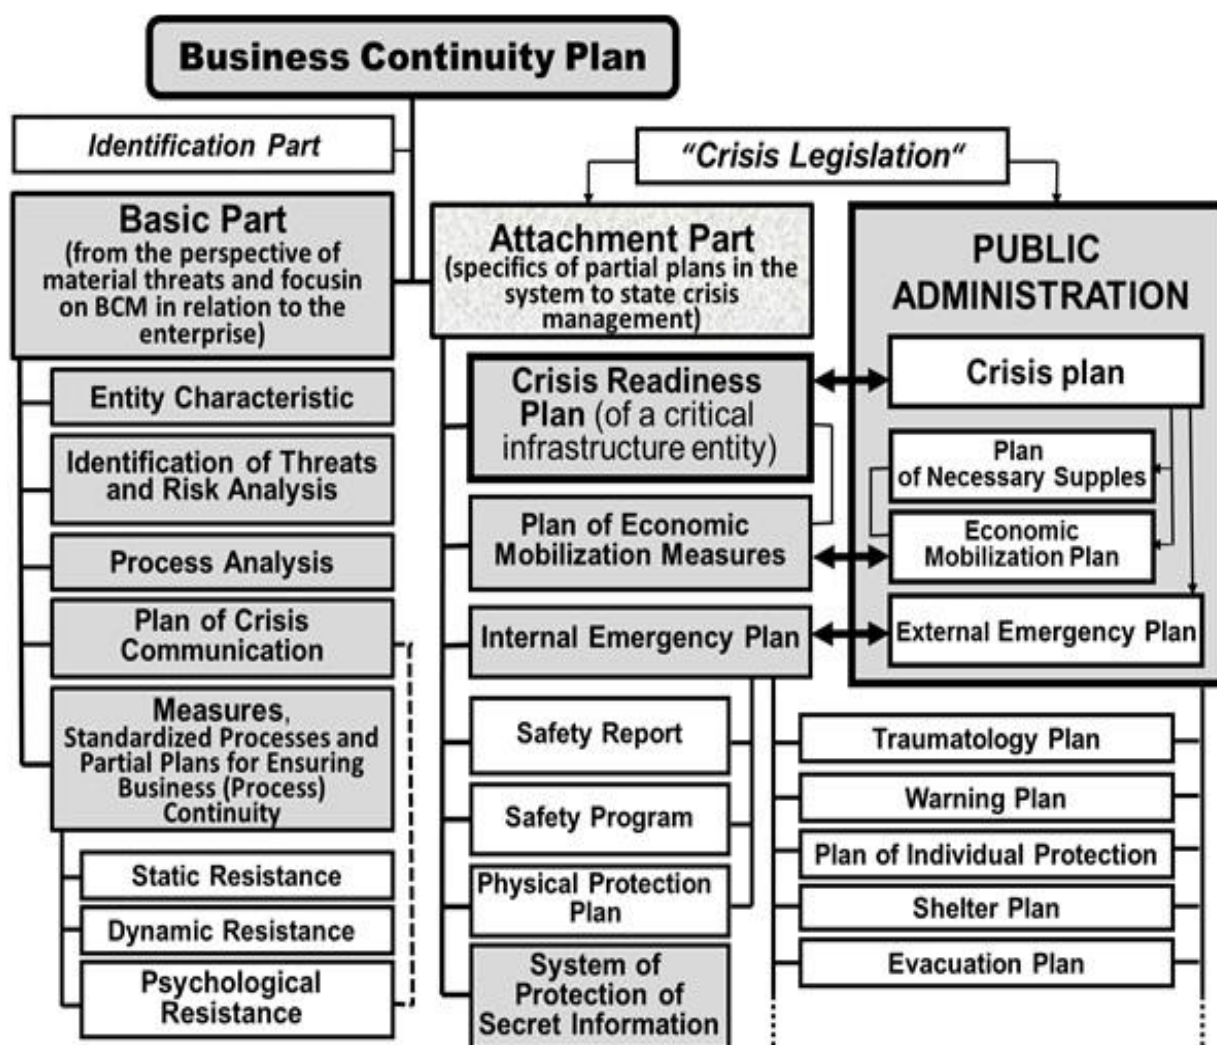 Business Continuity Plan
Identification Part
“Crisis Legislation“
Basic Part
(from the perspective of
material threats and focusin
on BCM in relation to the
enterprise)
Attachment Part
(specifics of partial plans in the
system to state crisis
management)
PUBLIC
ADMINISTRATION
Entity Characteristic
Identification of Threats
and Risk Analysis
Process Analysis
Plan of Crisis
Communication
Measures,
Standardized Processes and
Partial Plans for Ensuring
Business (Process)
Continuity
Static Resistance
Dynamic Resistance
Psychological
Resistance
Crisis Readiness
Plan (of a critical
infrastructure entity)
Plan of Economic
Mobilization Measures
Internal Emergency Plan
Safety Report
Safety Program
Physical Protection
Plan
System of
Protection of
Secret Information
Crisis plan
Plan
of Necessary Supples
Economic
Mobilization Plan
External Emergency Plan
Traumatology Plan
Warning Plan
Plan of Individual Protection
Shelter Plan
Evacuation Plan